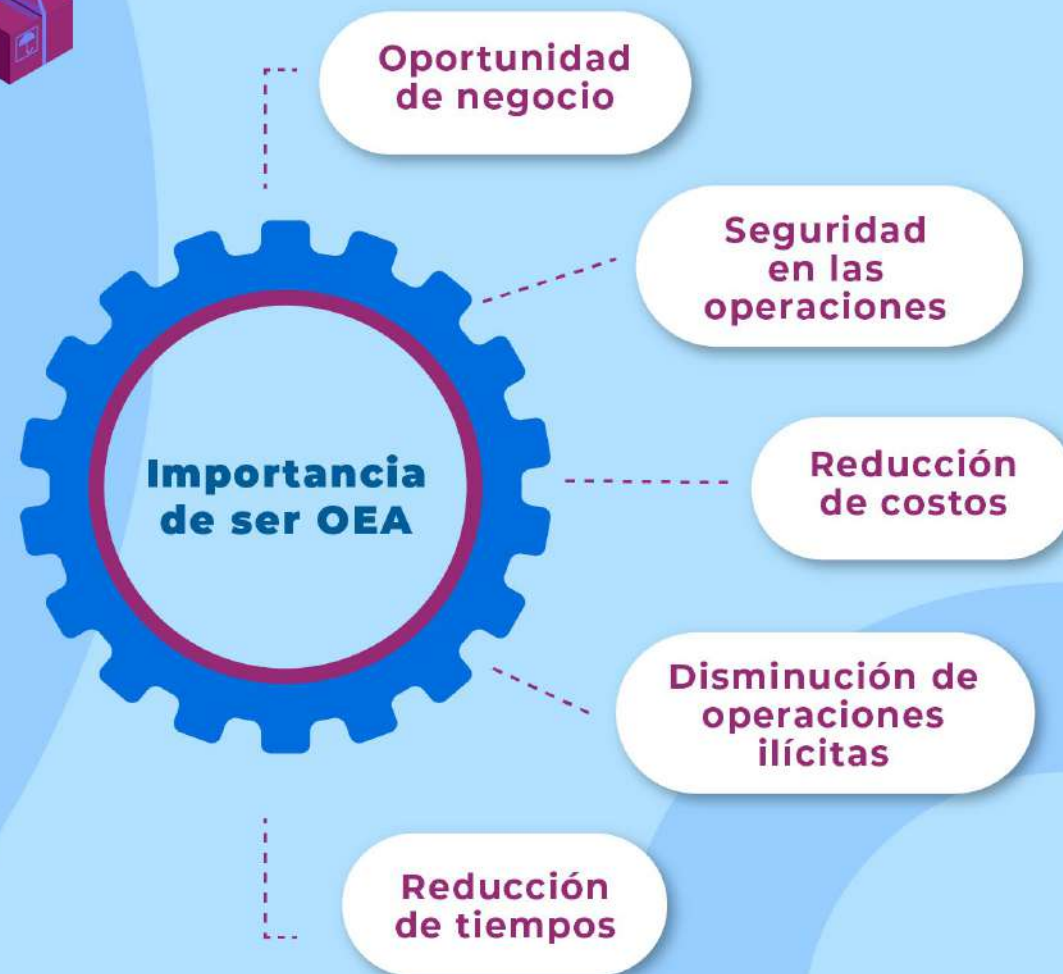 Oportunidad
de negocio
Seguridad
en las
operaciones
Importancia
de ser OEA
Reducción
de costos
Disminución de
operaciones
ilícitas
Reducción
de tiempos